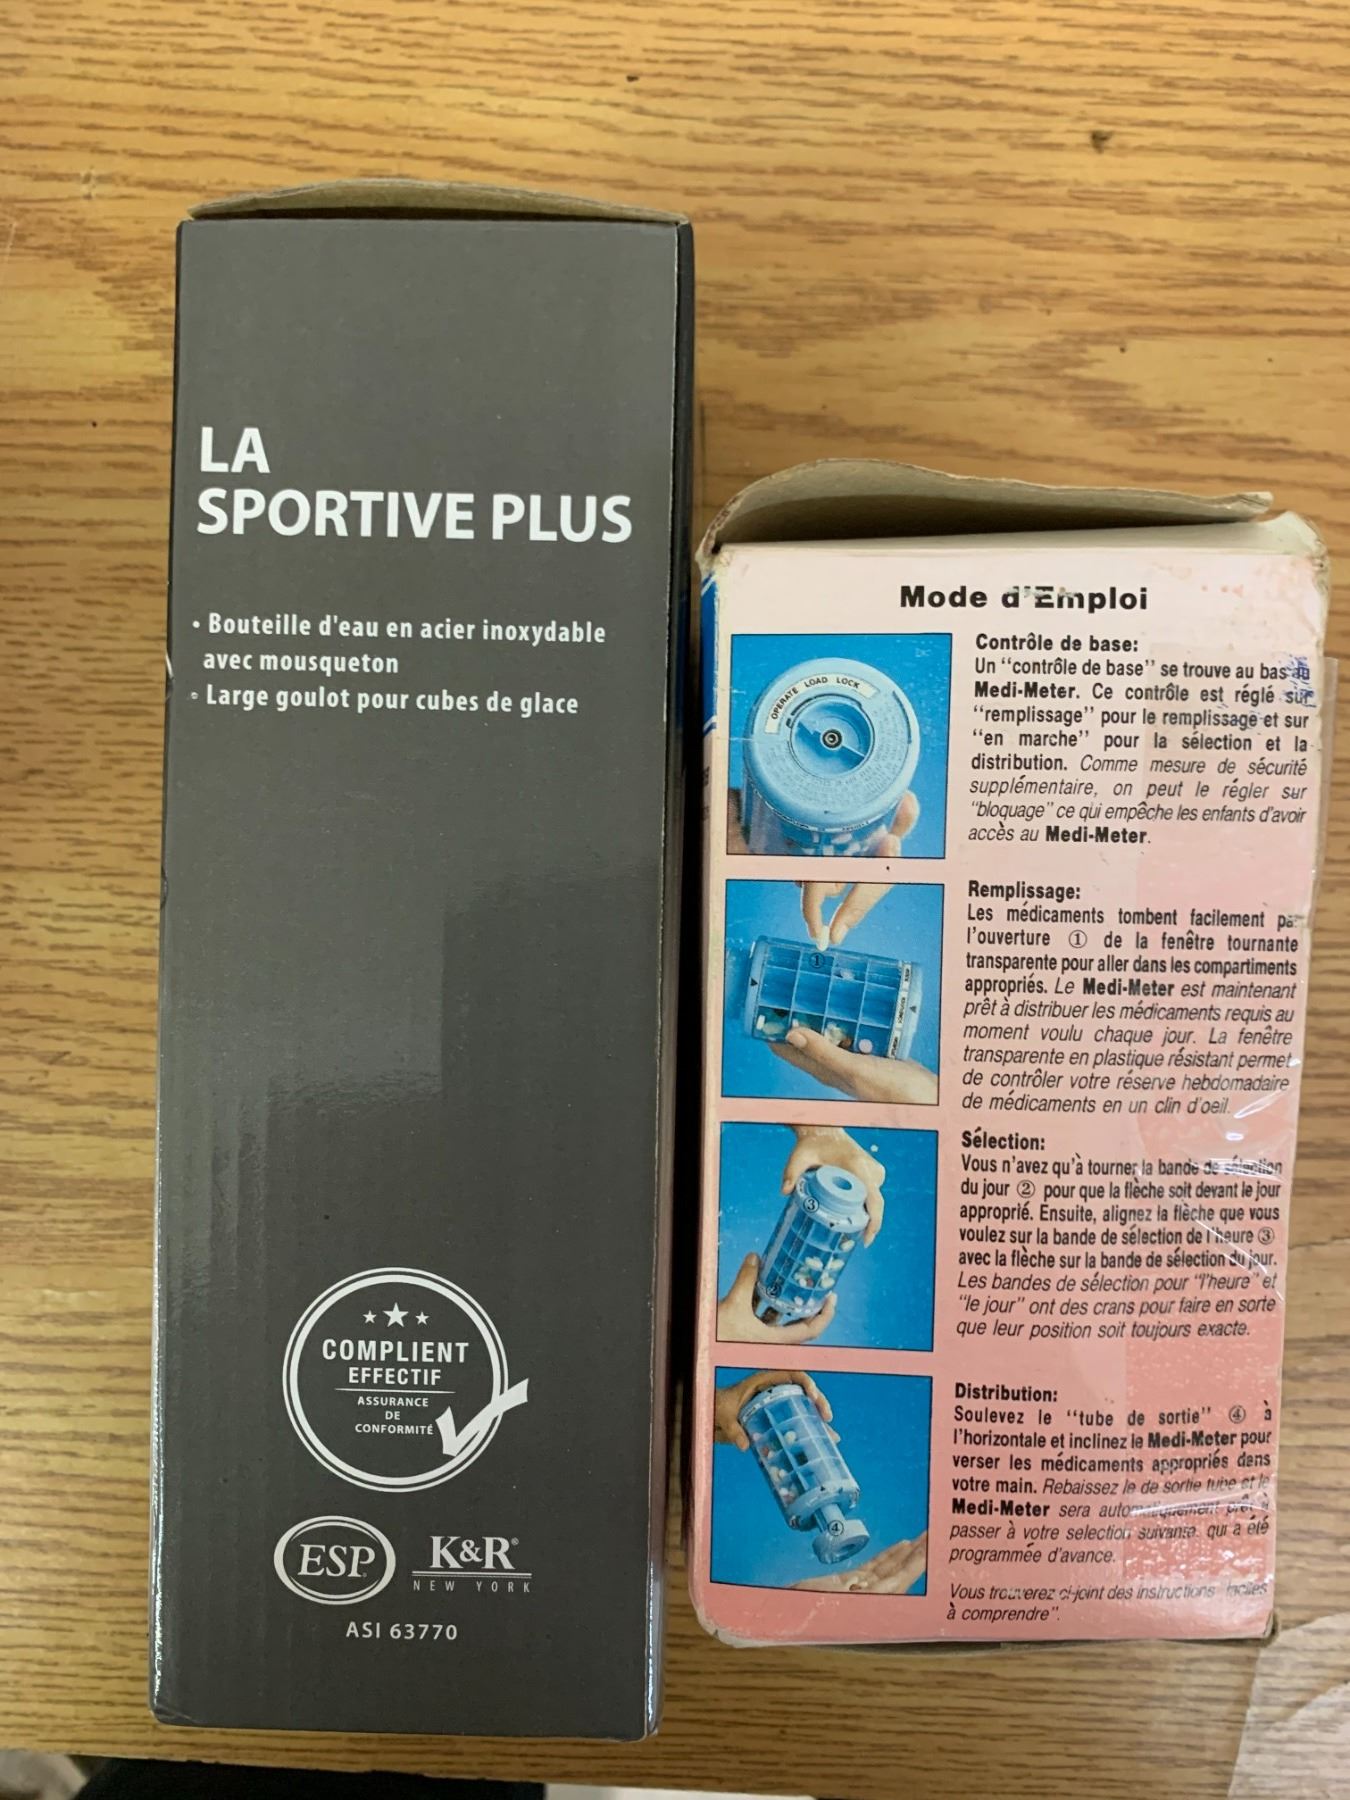 LA
SPORTIVE PLUS
• Bouteille d'eau en acier inoxydable
avec mousqueton
• Large goulot pour cubes de glace
COMPLIENT
EFFECTIF
ASSURANCE
DE
CONFORMITÉ
ESP
K&R®
NEW YORK
ASI 63770
Mode d'Emploi
OPERATE LOAD LOCK
Contrôle de base:
Un "contrôle de base" se trouve au bas du
Medi-Meter. Ce contrôle est réglé sur
"remplissage" pour le remplissage et sur
"en marche" pour la sélection et la
distribution. Comme mesure de sécurité
supplémentaire, on peut le régler sur
"bloquage" ce qui empêche les enfants d'avoir
accès au Medi-Meter.
①
Remplissage:
Les médicaments tombent facilement par
l'ouverture ① de la fenêtre tournante
transparente pour aller dans les compartiments
appropriés. Le Medi-Meter est maintenant
prêt à distribuer les médicaments requis au
moment voulu chaque jour. La fenêtre
transparente en plastique résistant permet
de contrôler votre réserve hebdomadaire
de médicaments en un clin d'oeil.
③
②
Sélection:
Vous n'avez qu'à tourner la bande de sélection
du jour ② pour que la flèche soit devant le jour
approprié. Ensuite, alignez la flèche que vous
voulez sur la bande de sélection de l'heure ③
avec la flèche sur la bande de sélection du jour.
Les bandes de sélection pour "l'heure" et
"le jour" ont des crans pour faire en sorte
que leur position soit toujours exacte.
④
Distribution:
Soulevez le "tube de sortie" ④ à
l'horizontale et inclinez le Medi-Meter pour
verser les médicaments appropriés dans
votre main. Rebaissez le de sortie tube et le
Medi-Meter sera automatiquement prêt à
passer à votre selection suivante. qui a été
programmée d'avance.
Vous trouverez ci-joint des instructions faciles
à comprendre".